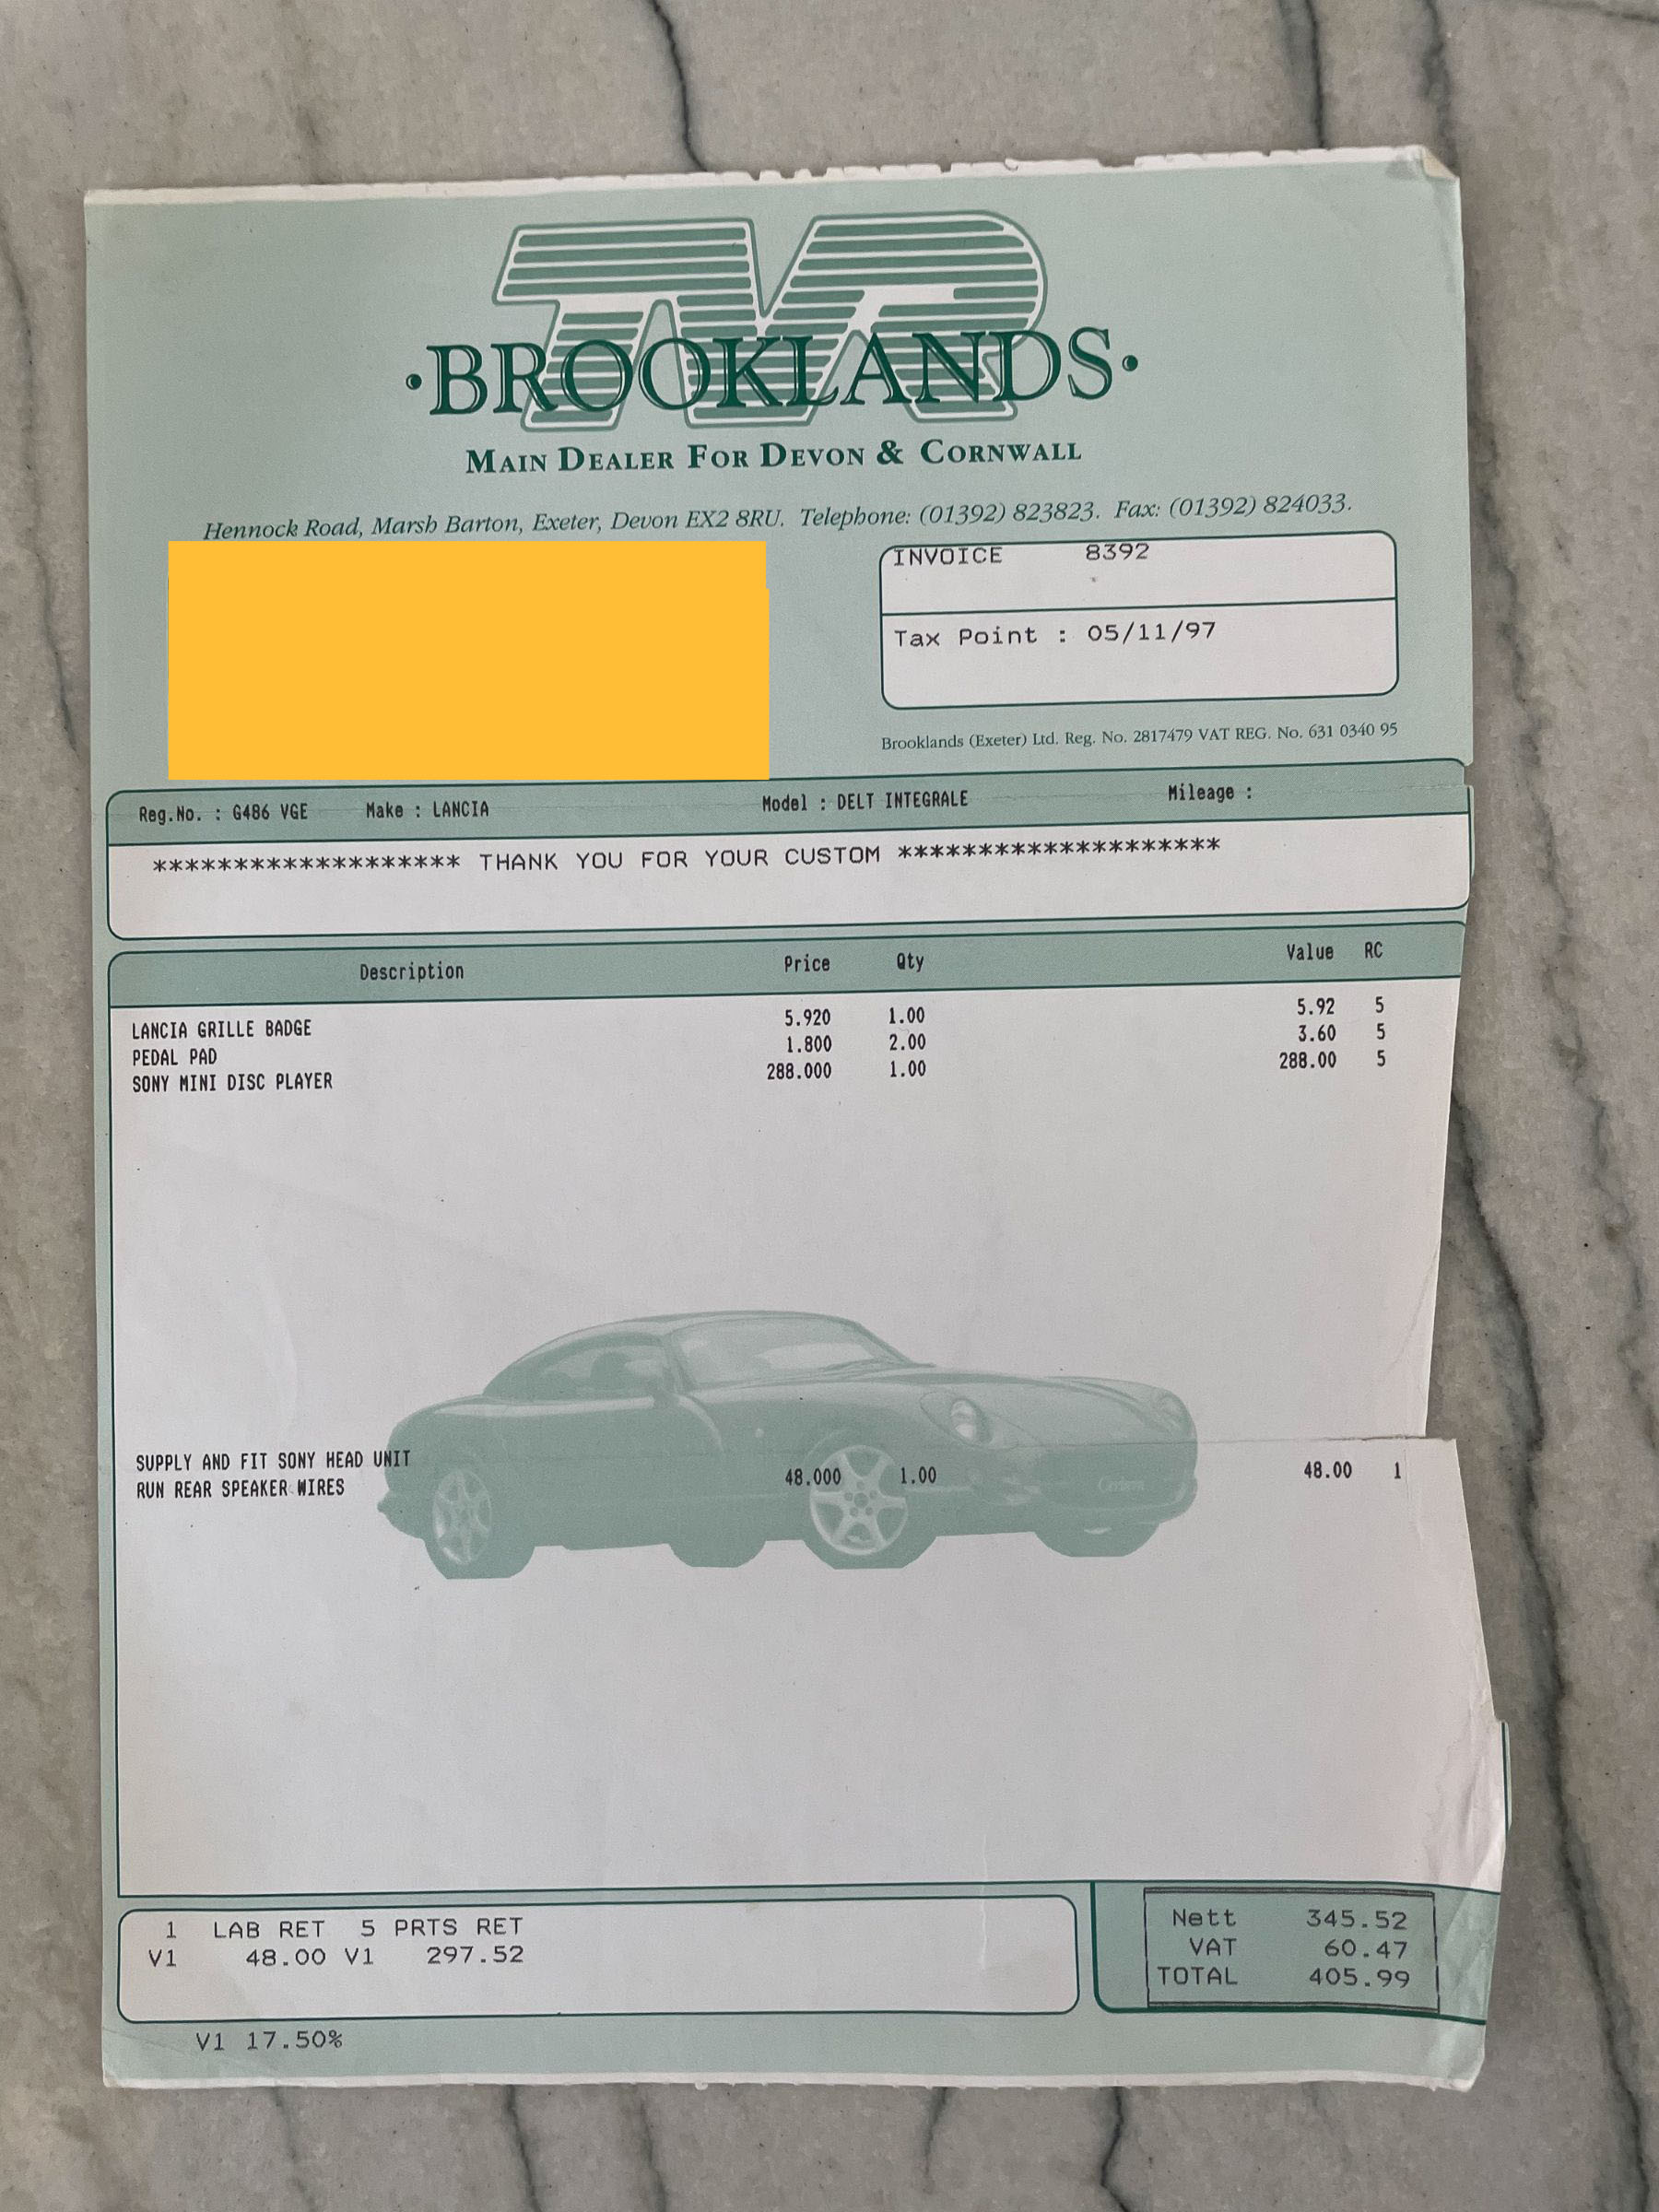 TVR
·BROOKLANDS·
MAIN DEALER FOR DEVON & CORNWALL
Hennock Road, Marsh Barton, Exeter, Devon EX2 8RU. Telephone: (01392) 823823. Fax: (01392) 824033.
INVOICE 8392
Tax Point : 05/11/97
Brooklands (Exeter) Ltd. Reg. No. 2817479 VAT REG. No. 631 0340 95
Reg.No. : G486 VGE Make : LANCIA Model : DELT INTEGRALE Mileage :
******************* THANK YOU FOR YOUR CUSTOM ********************
Description Price Qty Value RC
LANCIA GRILLE BADGE 5.920 1.00 5.92 5
PEDAL PAD 1.800 2.00 3.60 5
SONY MINI DISC PLAYER 288.000 1.00 288.00 5
SUPPLY AND FIT SONY HEAD UNIT
RUN REAR SPEAKER WIRES 48.000 1.00 48.00 1
Cerbera
1 LAB RET 5 PRTS RET
V1 48.00 V1 297.52
Nett 345.52
VAT 60.47
TOTAL 405.99
V1 17.50%